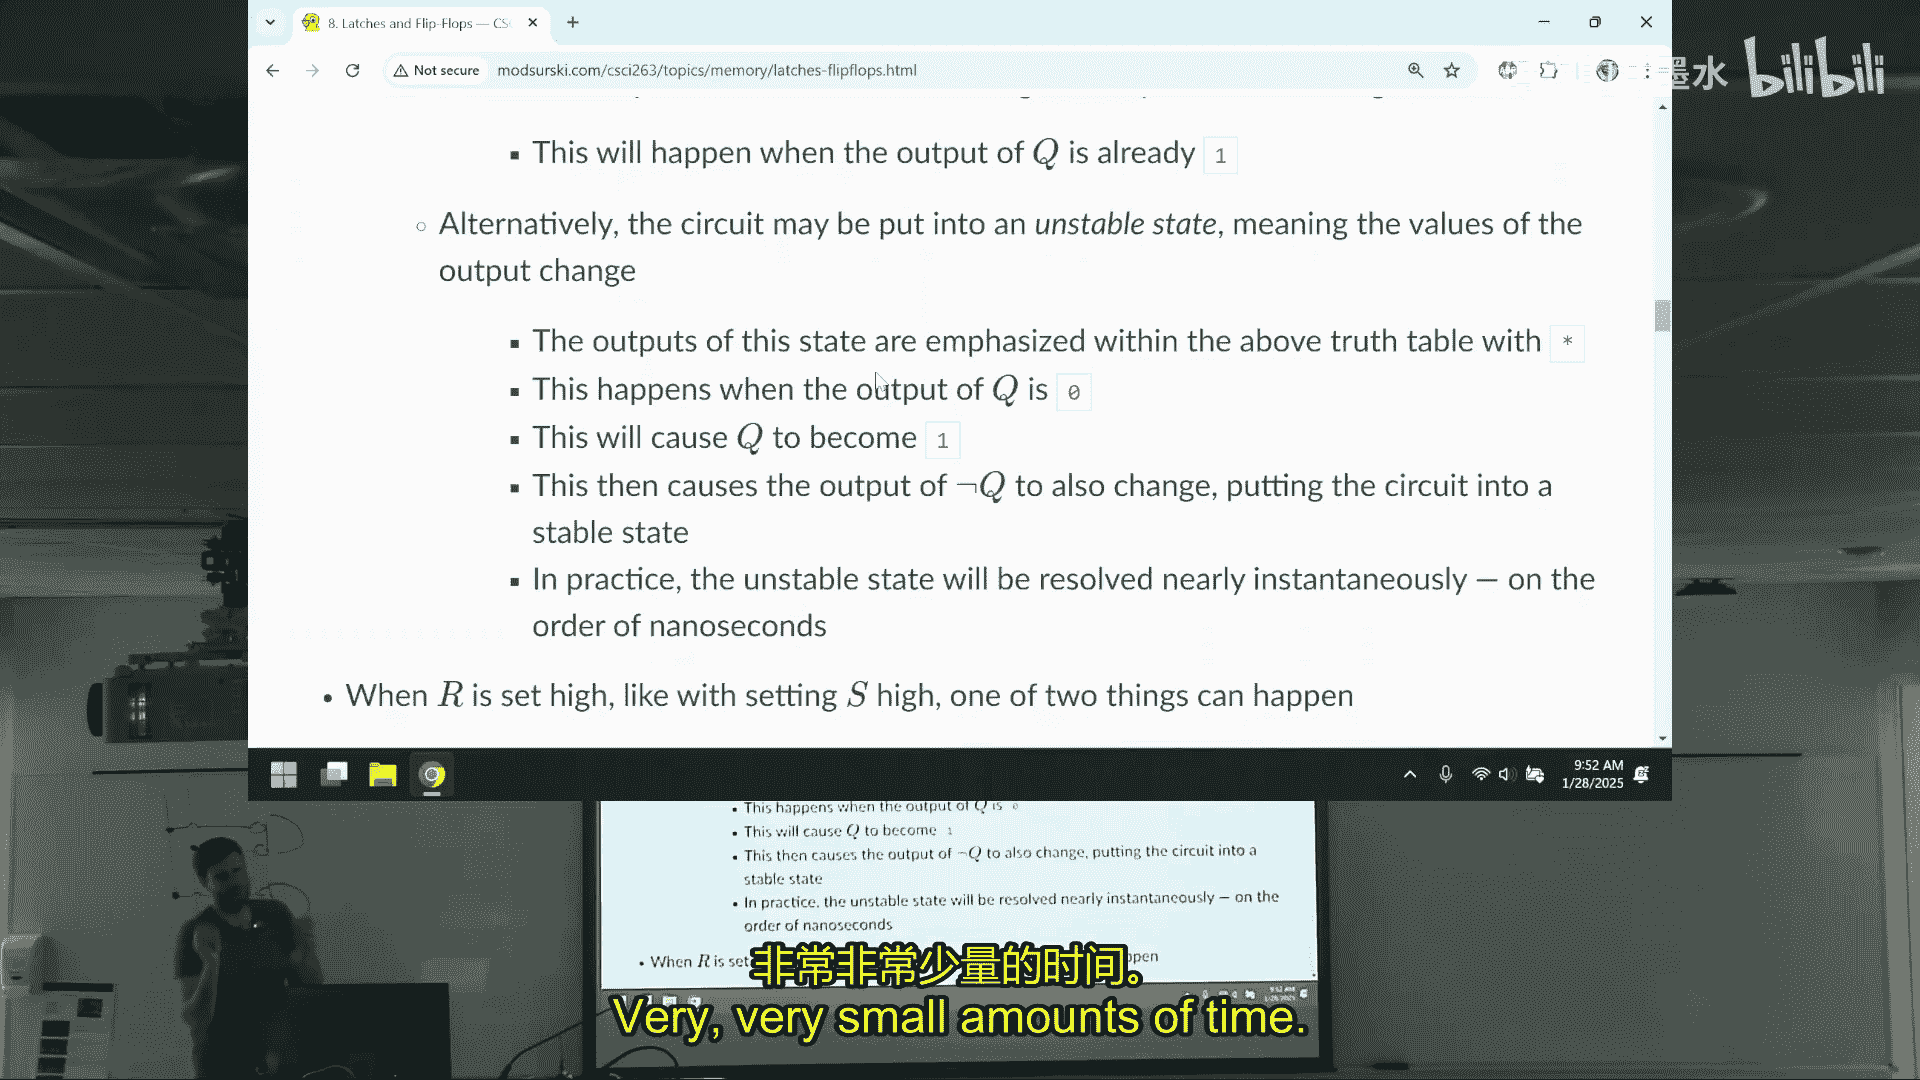 8. Latches and Flip-Flops — CS
Not secure
modsurski.com/csci263/topics/memory/latches-flipflops.html
墨水 bilibili
▪ This will happen when the output of Q is already 1
◦ Alternatively, the circuit may be put into an unstable state, meaning the values of the
output change
▪ The outputs of this state are emphasized within the above truth table with *
▪ This happens when the output of Q is 0
▪ This will cause Q to become 1
▪ This then causes the output of ¬Q to also change, putting the circuit into a
stable state
▪ In practice, the unstable state will be resolved nearly instantaneously — on the
order of nanoseconds
• When R is set high, like with setting S high, one of two things can happen
9:52 AM
1/28/2025
• This happens when the output of Q is 0
• This will cause Q to become 1
• This then causes the output of ¬Q to also change, putting the circuit into a
stable state
• In practice, the unstable state will be resolved nearly instantaneously — on the
order of nanoseconds
• When R is set
非常非常少量的时间。
Very, very small amounts of time.